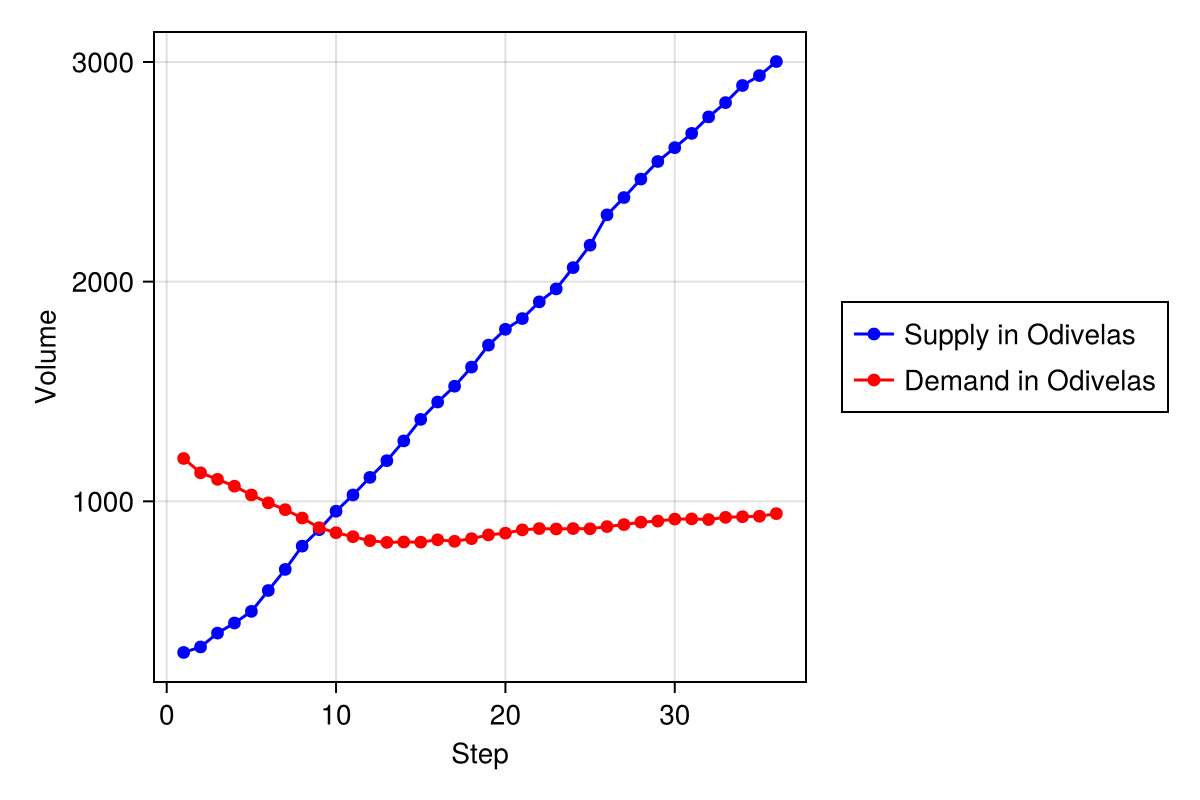 3000
2000
1000
Volume
0 10 20 30
Step
Supply in Odivelas
Demand in Odivelas